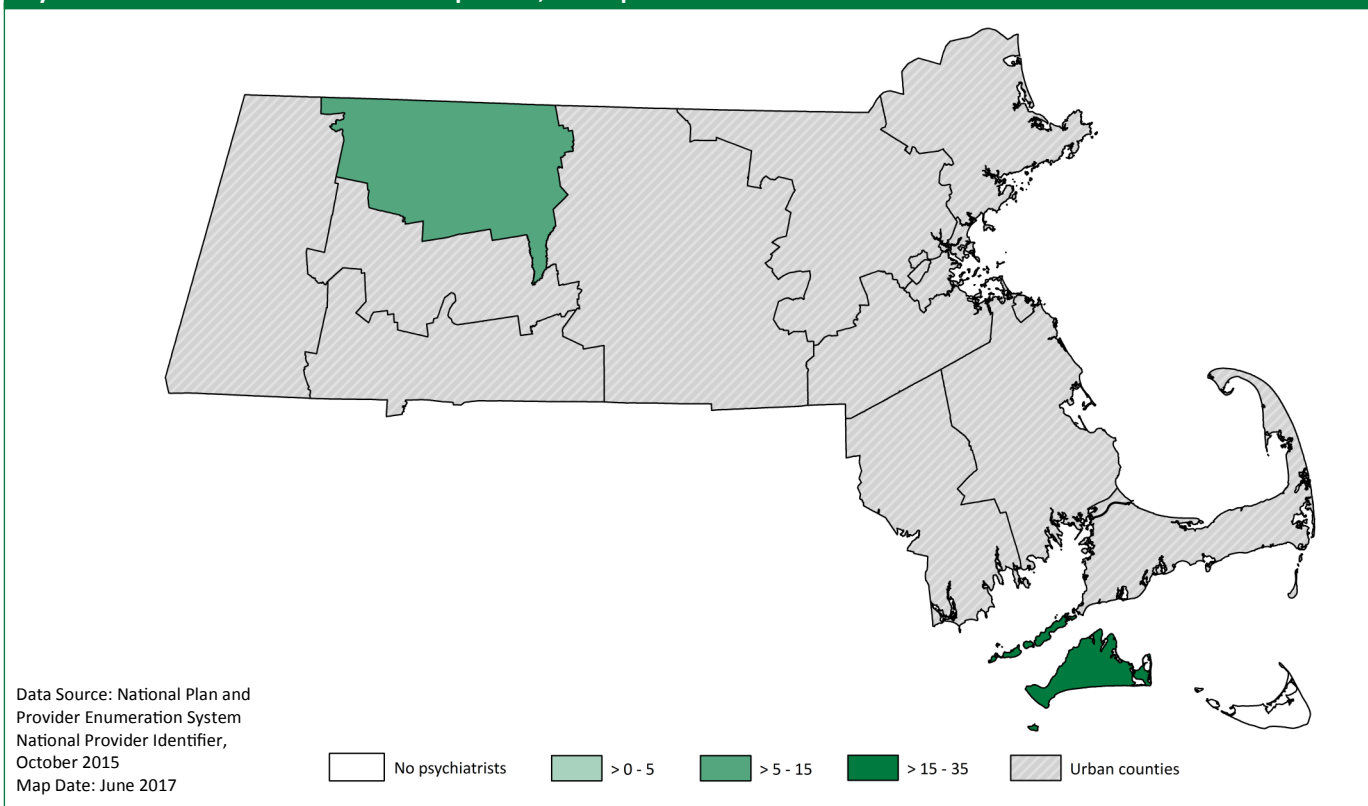 Data Source: National Plan and
Provider Enumeration System
National Provider Identifier,
October 2015
Map Date: June 2017
No psychiatrists
> 0 - 5
> 5 - 15
> 15 - 35
Urban counties